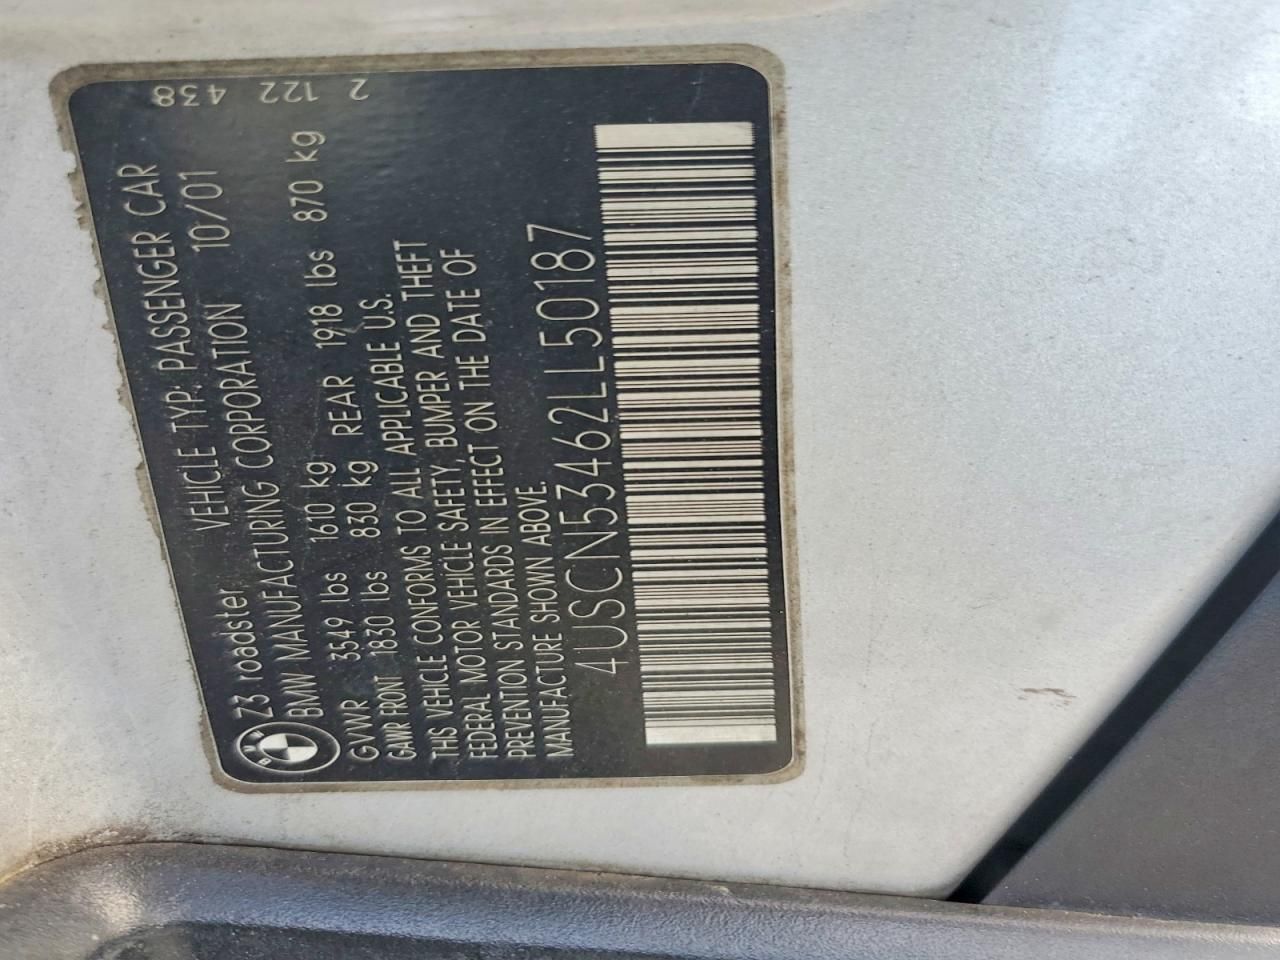 BMW
Z3 roadster VEHICLE TYP: PASSENGER CAR 438
BMW MANUFACTURING CORPORATION 10/01
GVWR 3549 lbs 1610 kg 122
GAWR FRONT 1830 lbs 830 kg REAR 1918 lbs 870 kg 2
THIS VEHICLE CONFORMS TO ALL APPLICABLE U.S.
FEDERAL MOTOR VEHICLE SAFETY, BUMPER AND THEFT
PREVENTION STANDARDS IN EFFECT ON THE DATE OF
MANUFACTURE SHOWN ABOVE.
4USCN53462LL50187